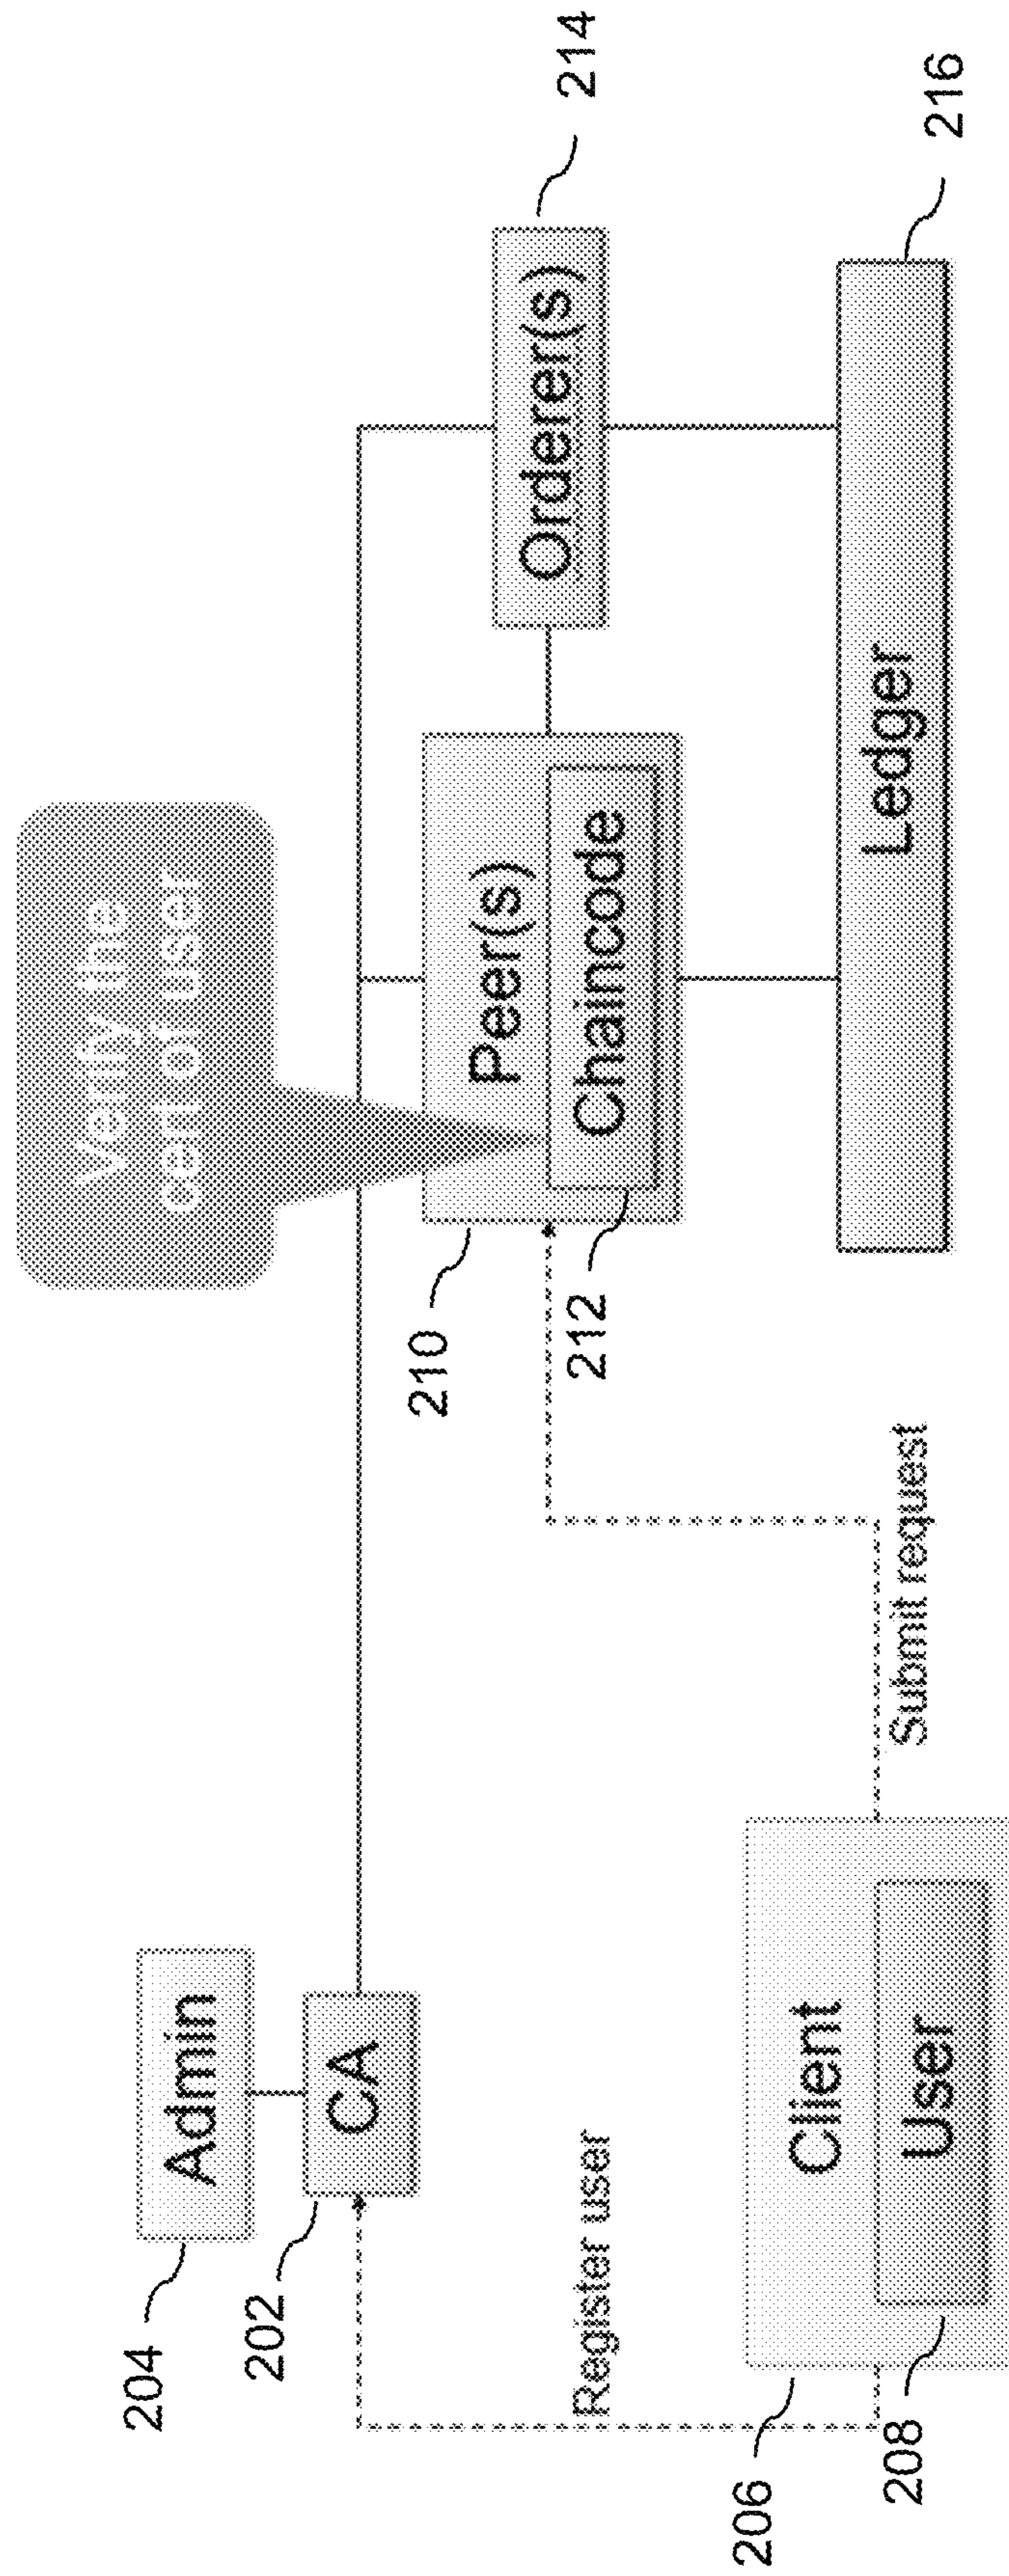 Verify the
cert of user
204
Admin
202
CA
Register user
206
Client
208
User
Submit request
210
Peer(s)
212
Chaincode
Orderer(s)
214
Ledger
216